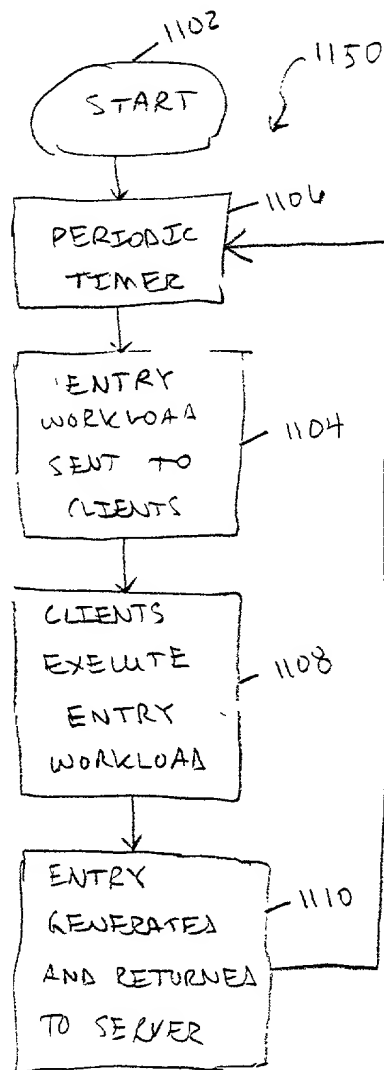 1102
1150
START
1106
PERIODIC
TIMER
ENTRY
WORKLOAD
SENT TO
CLIENTS
1104
CLIENTS
EXECUTE
ENTRY
WORKLOAD
1108
ENTRY
GENERATED
AND RETURNED
TO SERVER
1110